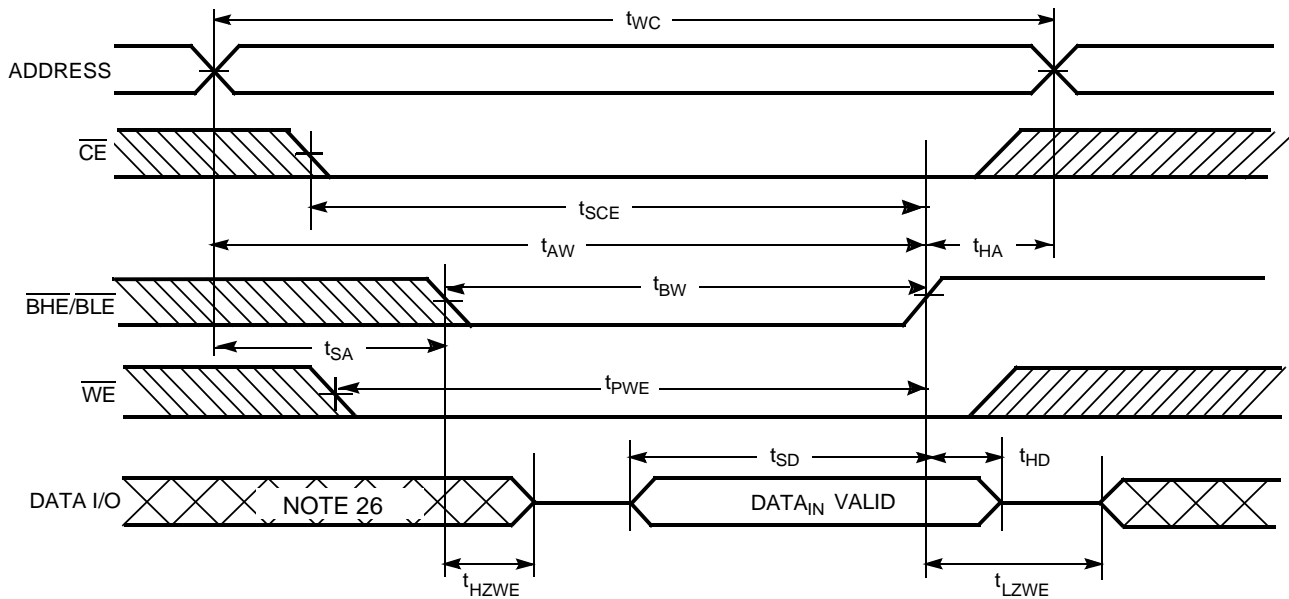 tWC
ADDRESS
CE
tSCE
tAW
tHA
BHE/BLE
tBW
tSA
WE
tPWE
tSD
tHD
DATA I/O
NOTE 26
DATAIN VALID
tHZWE
tLZWE